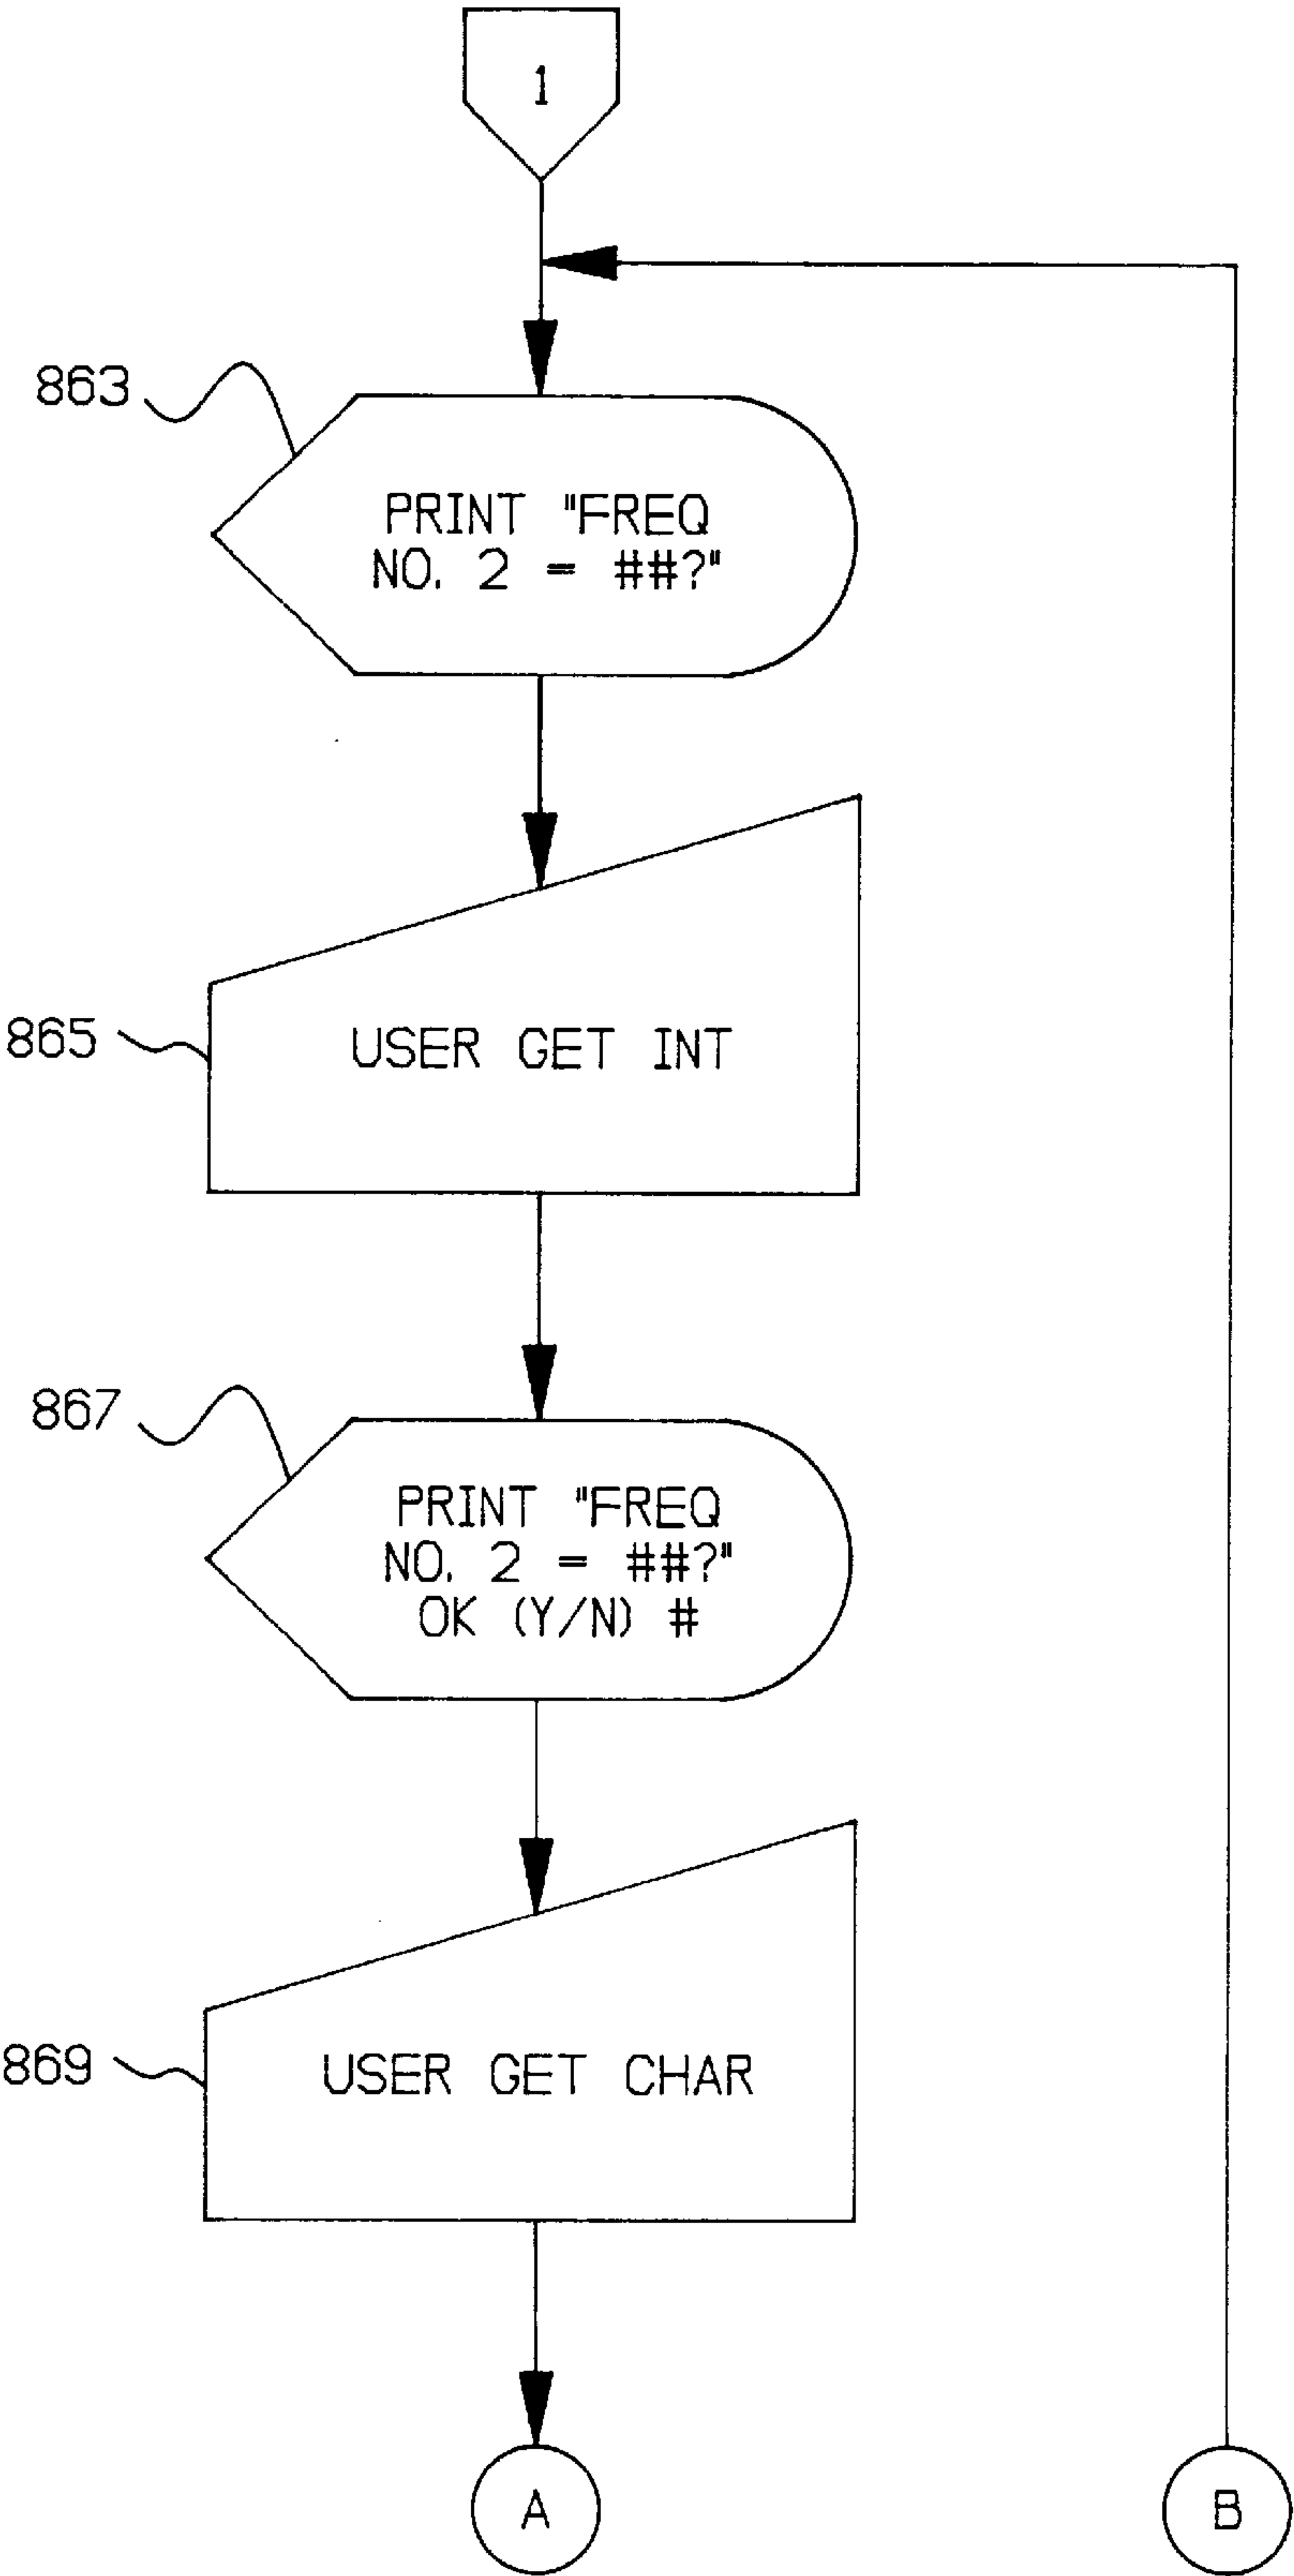 1
863
PRINT "FREQ
NO. 2 = ##?"
865
USER GET INT
867
PRINT "FREQ
NO. 2 = ##?"
OK (Y/N) #
869
USER GET CHAR
A
B